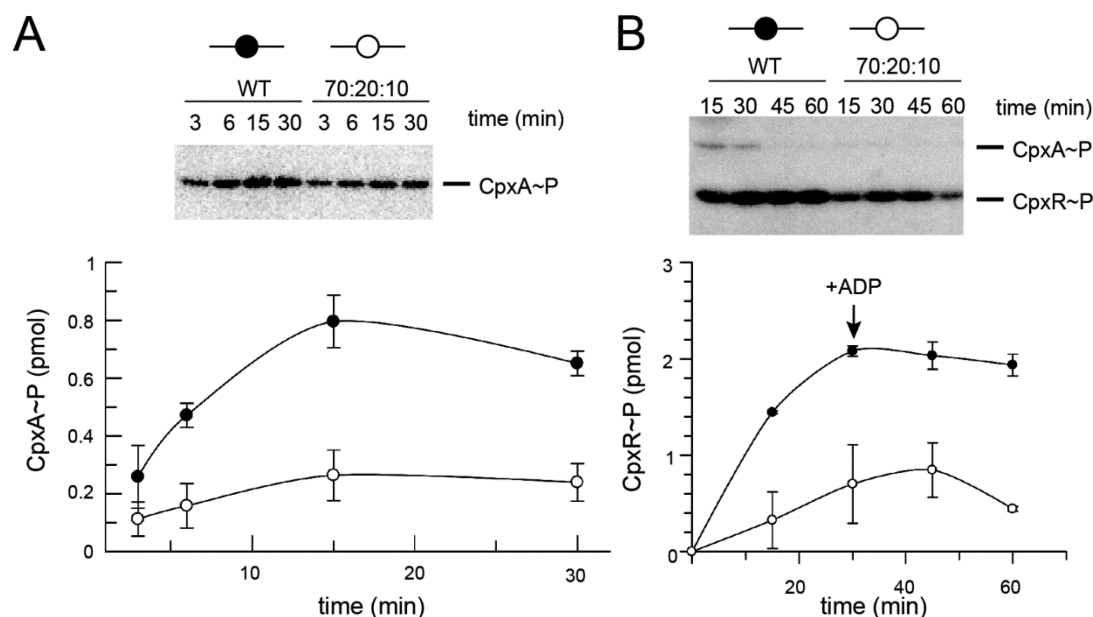 A
WT 70:20:10
3 6 15 30 3 6 15 30 time (min)
CpxA~P
1
0.8
0.6
0.4
0.2
0
CpxA~P (pmol)
10 20 30
time (min)
B
WT 70:20:10
15 30 45 60 15 30 45 60 time (min)
CpxA~P
CpxR~P
3
2
1
0
CpxR~P (pmol)
+ADP
20 40 60
time (min)